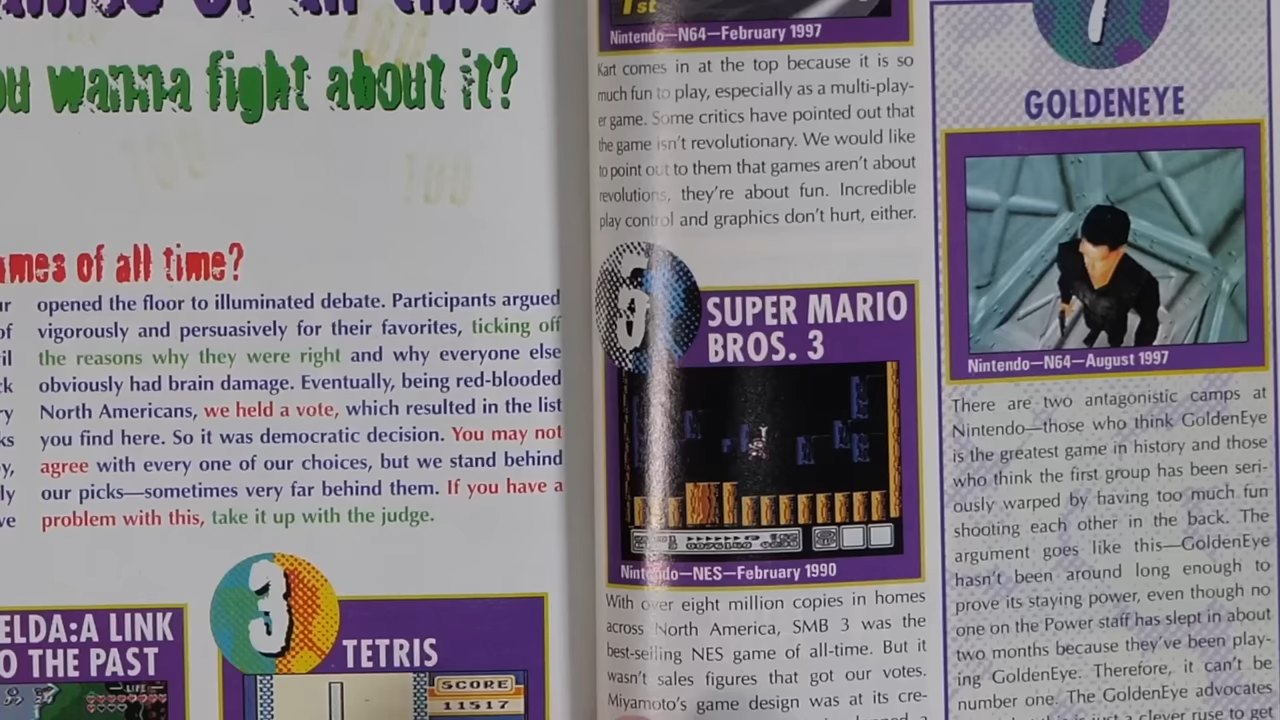 ou wanna fight about it?
ames of all time?
opened the floor to illuminated debate. Participants argued
vigorously and persuasively for their favorites, ticking off
the reasons why they were right and why everyone else
obviously had brain damage. Eventually, being red-blooded
North Americans, we held a vote, which resulted in the list
you find here. So it was democratic decision. You may not
agree with every one of our choices, but we stand behind
our picks—sometimes very far behind them. If you have a
problem with this, take it up with the judge.
ELDA:A LINK
O THE PAST
LIFE
3
TETRIS
SCORE
11517
1st
Nintendo—N64—February 1997
Kart comes in at the top because it is so
much fun to play, especially as a multi-play-
er game. Some critics have pointed out that
the game isn't revolutionary. We would like
to point out to them that games aren't about
revolutions, they're about fun. Incredible
play control and graphics don't hurt, either.
SUPER MARIO
BROS. 3
Nintendo—NES—February 1990
With over eight million copies in homes
across North America, SMB 3 was the
best-selling NES game of all-time. But it
wasn't sales figures that got our votes.
Miyamoto's game design was at its cre-
7
GOLDENEYE
Nintendo—N64—August 1997
There are two antagonistic camps at
Nintendo—those who think GoldenEye
is the greatest game in history and those
who think the first group has been seri-
ously warped by having too much fun
shooting each other in the back. The
argument goes like this—GoldenEye
hasn't been around long enough to
prove its staying power, even though no
one on the Power staff has slept in about
two months because they've been play-
ing GoldenEye. Therefore, it can't be
number one. The GoldenEye advocates
just a clever ruse to get